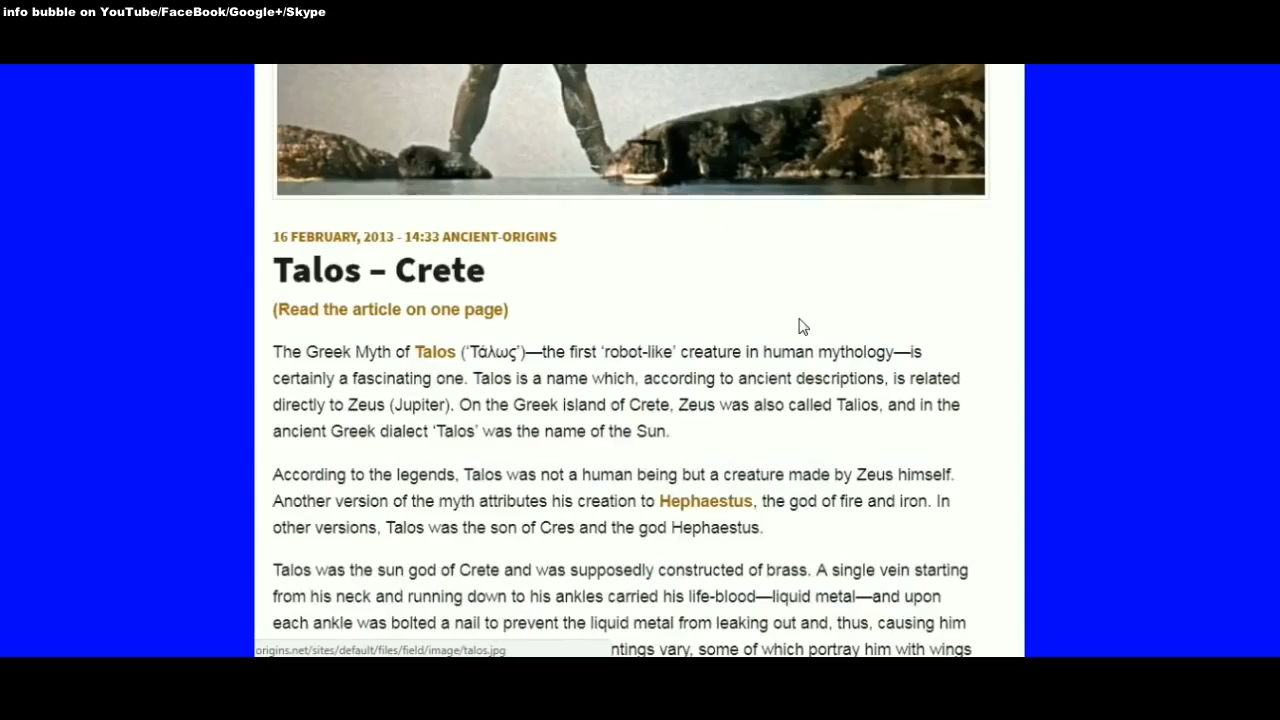 info bubble on YouTube/FaceBook/Google+/Skype
16 FEBRUARY, 2013 - 14:33 ANCIENT-ORIGINS
Talos – Crete
(Read the article on one page)
The Greek Myth of Talos (‘Τάλως’)—the first ‘robot-like’ creature in human mythology—is
certainly a fascinating one. Talos is a name which, according to ancient descriptions, is related
directly to Zeus (Jupiter). On the Greek island of Crete, Zeus was also called Talios, and in the
ancient Greek dialect ‘Talos’ was the name of the Sun.
According to the legends, Talos was not a human being but a creature made by Zeus himself.
Another version of the myth attributes his creation to Hephaestus, the god of fire and iron. In
other versions, Talos was the son of Cres and the god Hephaestus.
Talos was the sun god of Crete and was supposedly constructed of brass. A single vein starting
from his neck and running down to his ankles carried his life-blood—liquid metal—and upon
each ankle was bolted a nail to prevent the liquid metal from leaking out and, thus, causing him
ntings vary, some of which portray him with wings
origins.net/sites/default/files/field/image/talos.jpg